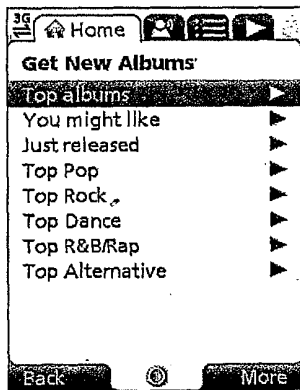 3G
Home
Get New Albums
Top albums
You might like
Just released
Top Pop
Top Rock
Top Dance
Top R&B/Rap
Top Alternative
Back
More